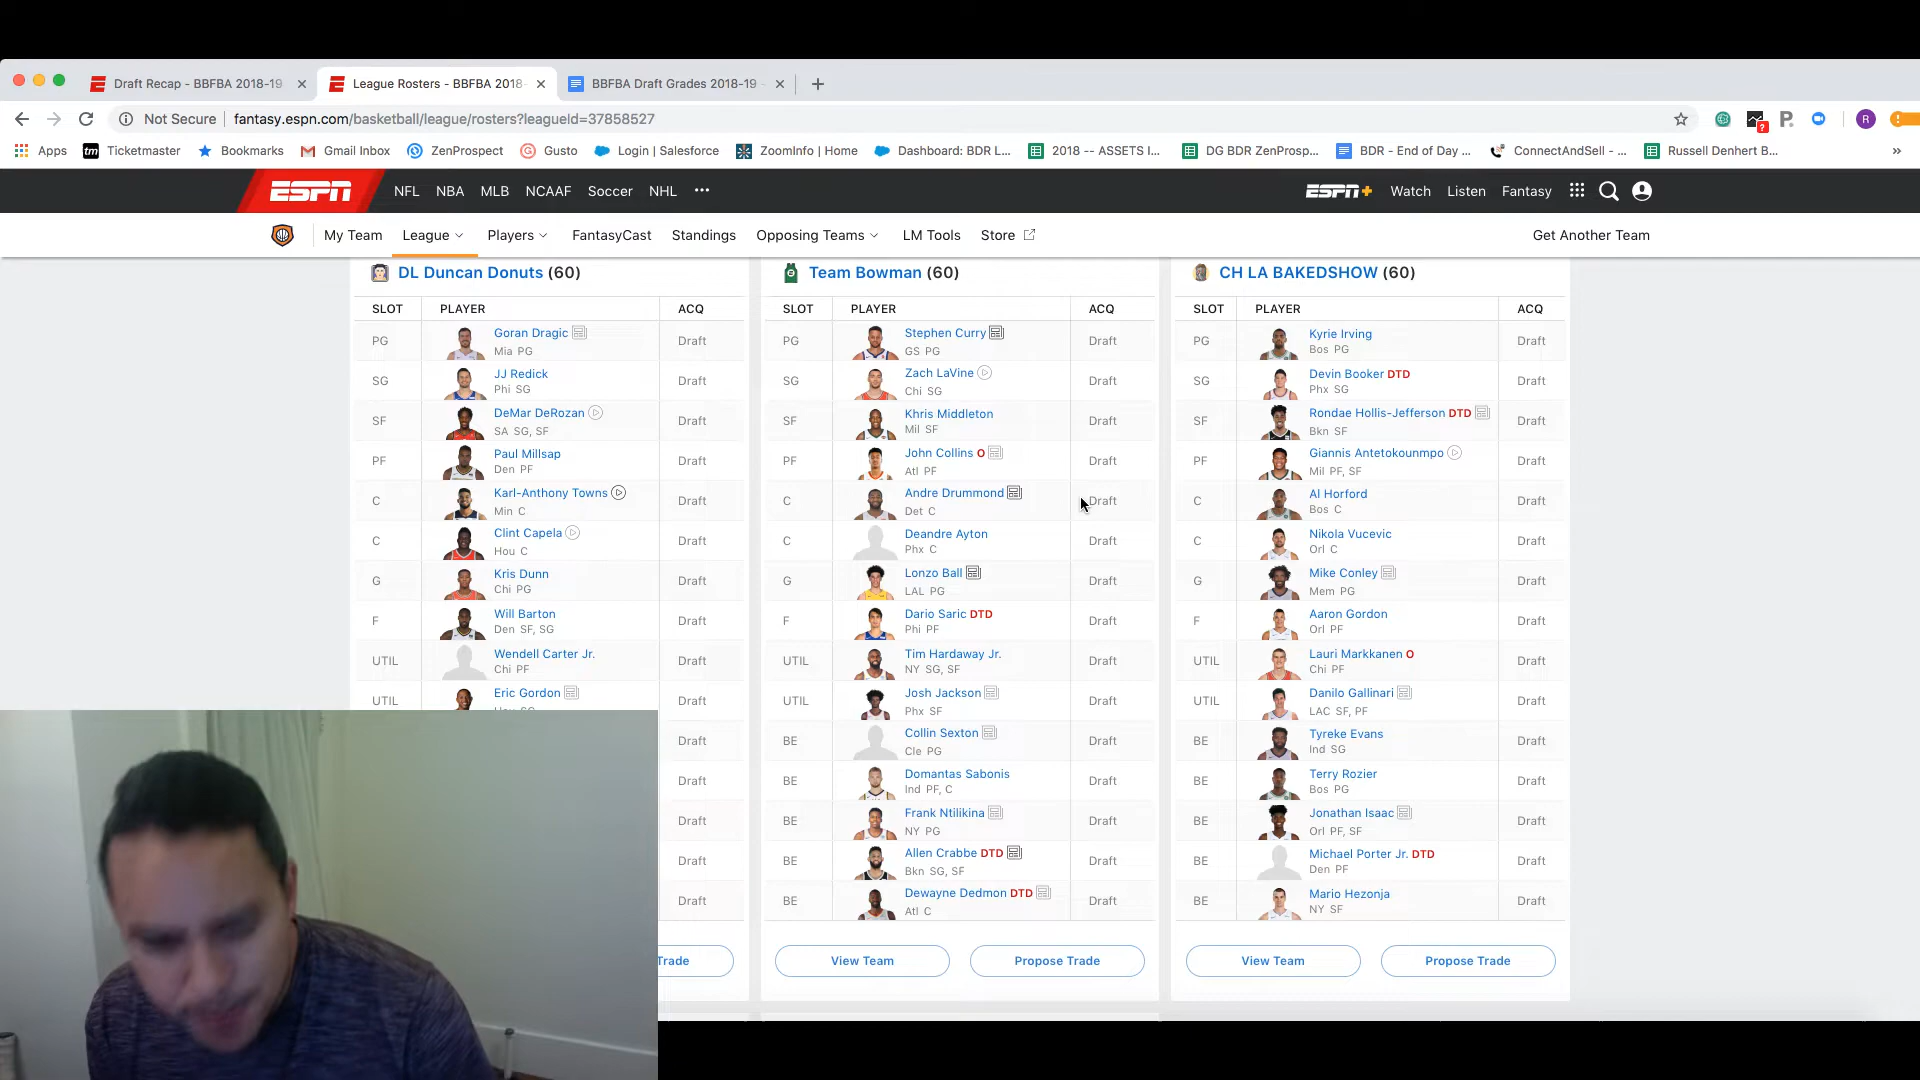 Draft Recap - BBFBA 2018-19
League Rosters - BBFBA 2018-
BBFBA Draft Grades 2018-19 -
Not Secure fantasy.espn.com/basketball/league/rosters?leagueId=37858527
R
Apps tm Ticketmaster Bookmarks Gmail Inbox ZenProspect Gusto Login | Salesforce ZoomInfo | Home Dashboard: BDR L... 2018 -- ASSETS I... DG BDR ZenProsp... BDR - End of Day ... ConnectAndSell - ... Russell Denhert B... »
ESPN NFL NBA MLB NCAAF Soccer NHL ••• ESPN+ Watch Listen Fantasy
My Team League Players FantasyCast Standings Opposing Teams LM Tools Store Get Another Team
DL Duncan Donuts (60)
SLOT PLAYER ACQ
PG Goran Dragic Draft
Mia PG
SG JJ Redick Draft
Phi SG
SF DeMar DeRozan Draft
SA SG, SF
PF Paul Millsap Draft
Den PF
C Karl-Anthony Towns Draft
Min C
C Clint Capela Draft
Hou C
G Kris Dunn Draft
Chi PG
F Will Barton Draft
Den SF, SG
UTIL Wendell Carter Jr. Draft
Chi PF
UTIL Eric Gordon Draft
Draft
Draft
Draft
Draft
Draft
Trade
Team Bowman (60)
SLOT PLAYER ACQ
PG Stephen Curry Draft
GS PG
SG Zach LaVine Draft
Chi SG
SF Khris Middleton Draft
Mil SF
PF John Collins O Draft
Atl PF
C Andre Drummond Draft
Det C
C Deandre Ayton Draft
Phx C
G Lonzo Ball Draft
LAL PG
F Dario Saric DTD Draft
Phi PF
UTIL Tim Hardaway Jr. Draft
NY SG, SF
UTIL Josh Jackson Draft
Phx SF
BE Collin Sexton Draft
Cle PG
BE Domantas Sabonis Draft
Ind PF, C
BE Frank Ntilikina Draft
NY PG
BE Allen Crabbe DTD Draft
Bkn SG, SF
BE Dewayne Dedmon DTD Draft
Atl C
View Team Propose Trade
CH LA BAKEDSHOW (60)
SLOT PLAYER ACQ
PG Kyrie Irving Draft
Bos PG
SG Devin Booker DTD Draft
Phx SG
SF Rondae Hollis-Jefferson DTD Draft
Bkn SF
PF Giannis Antetokounmpo Draft
Mil PF, SF
C Al Horford Draft
Bos C
C Nikola Vucevic Draft
Orl C
G Mike Conley Draft
Mem PG
F Aaron Gordon Draft
Orl PF
UTIL Lauri Markkanen O Draft
Chi PF
UTIL Danilo Gallinari Draft
LAC SF, PF
BE Tyreke Evans Draft
Ind SG
BE Terry Rozier Draft
Bos PG
BE Jonathan Isaac Draft
Orl PF, SF
BE Michael Porter Jr. DTD Draft
Den PF
BE Mario Hezonja Draft
NY SF
View Team Propose Trade